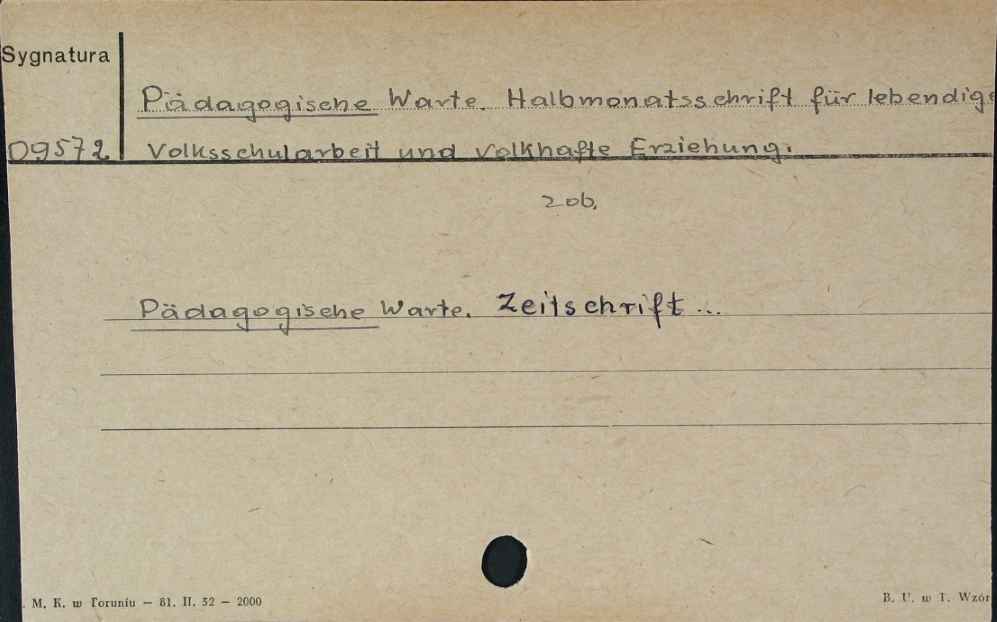 Sygnatura
Pädagogische Warte. Halbmonatsschrift für lebendige
09572 Volksschularbeit und volkhafte Erziehung.
zob.
Pädagogische Warte. Zeitschrift ...
. M. K. w Toruniu — 81. II. 52 — 2000
B. U. w T. Wzór